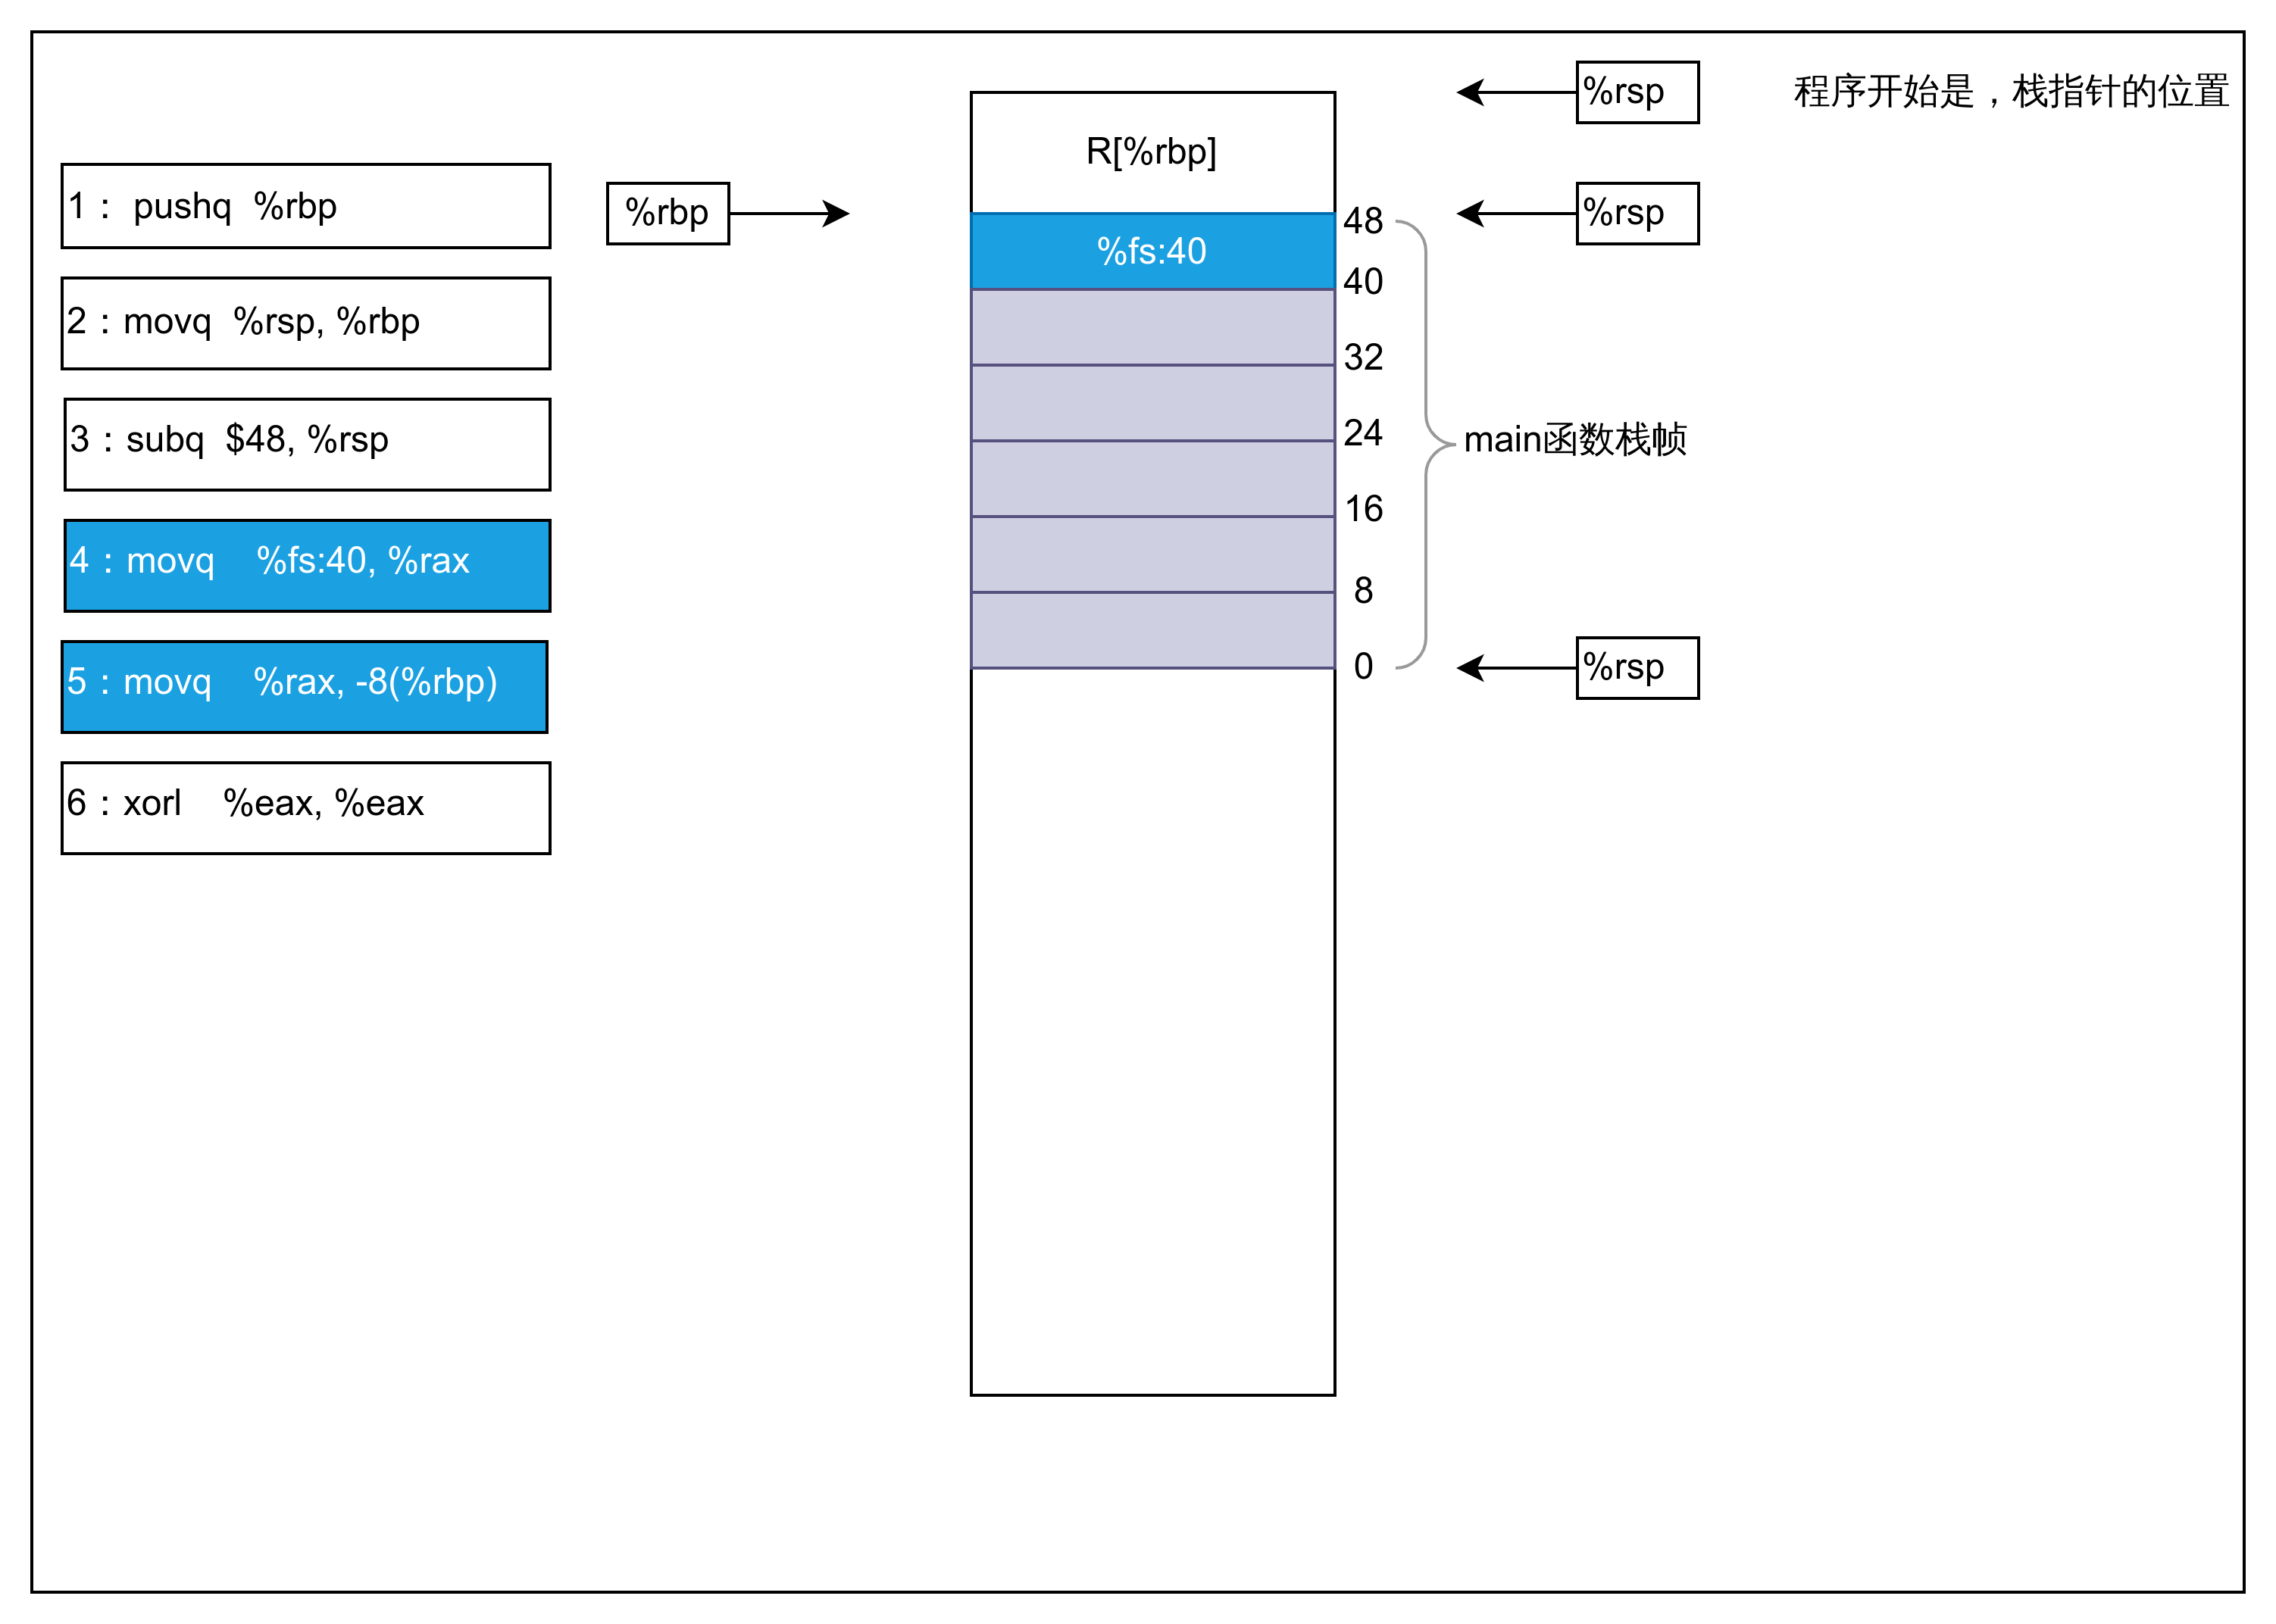 %rsp
程序开始是，栈指针的位置
R[%rbp]
1： pushq %rbp
%rbp
48
%rsp
%fs:40
40
2：movq %rsp, %rbp
32
3：subq $48, %rsp
24
main函数栈帧
16
4：movq %fs:40, %rax
8
5：movq %rax, -8(%rbp)
0
%rsp
6：xorl %eax, %eax